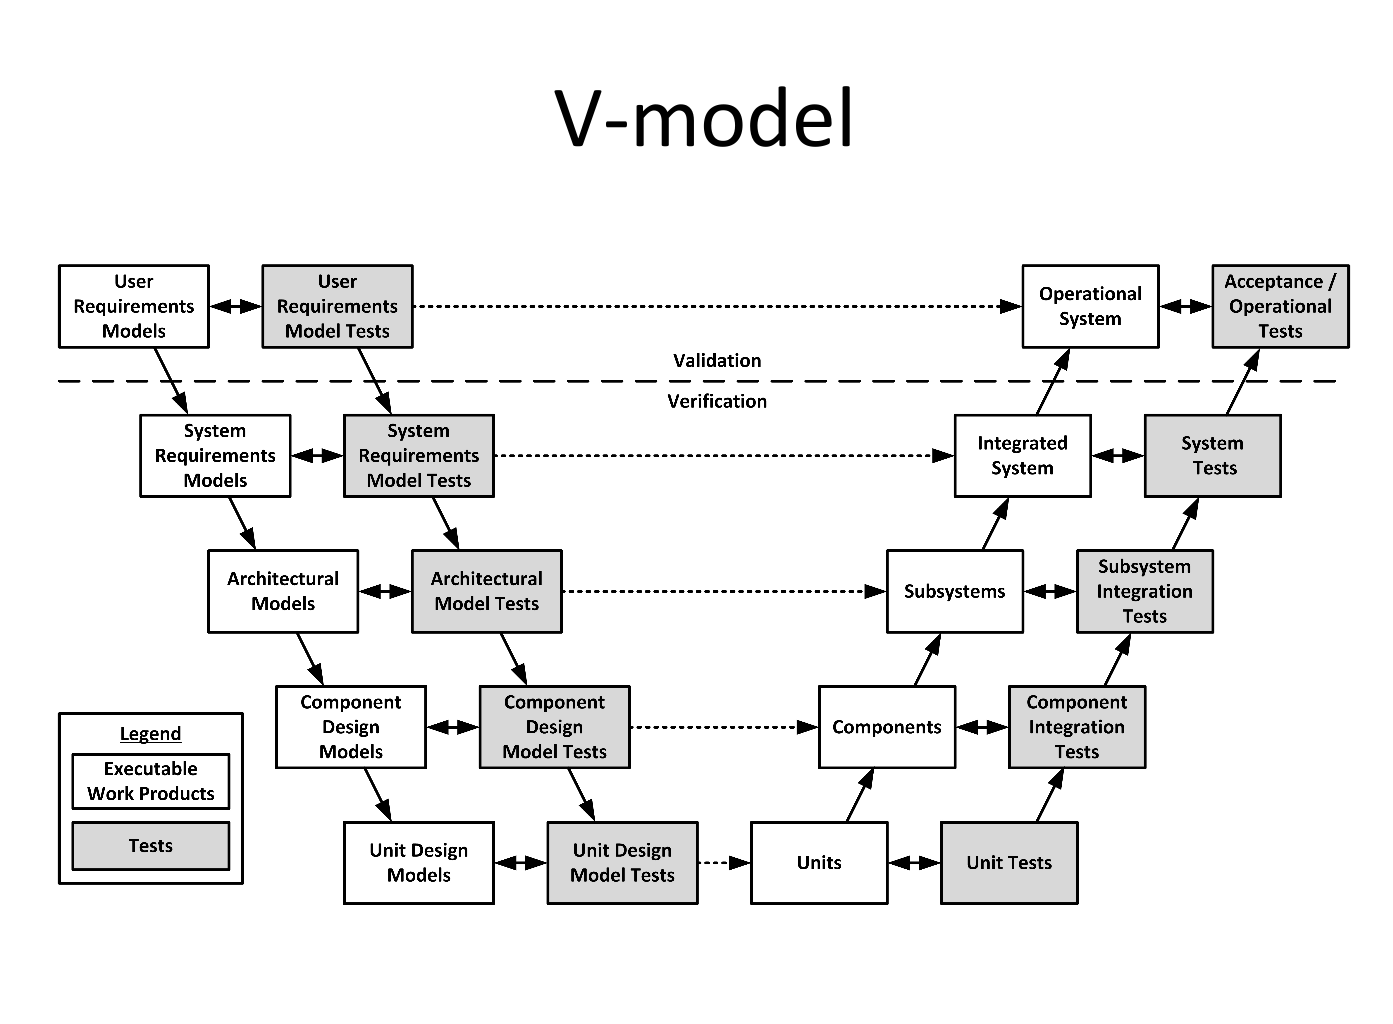 V-model
User
Requirements
Models
User
Requirements
Model Tests
Operational
System
Acceptance /
Operational
Tests
Validation
Verification
System
Requirements
Models
System
Requirements
Model Tests
Integrated
System
System
Tests
Architectural
Models
Architectural
Model Tests
Subsystems
Subsystem
Integration
Tests
Component
Design
Models
Component
Design
Model Tests
Components
Component
Integration
Tests
Legend
Executable
Work Products
Tests
Unit Design
Models
Unit Design
Model Tests
Units
Unit Tests